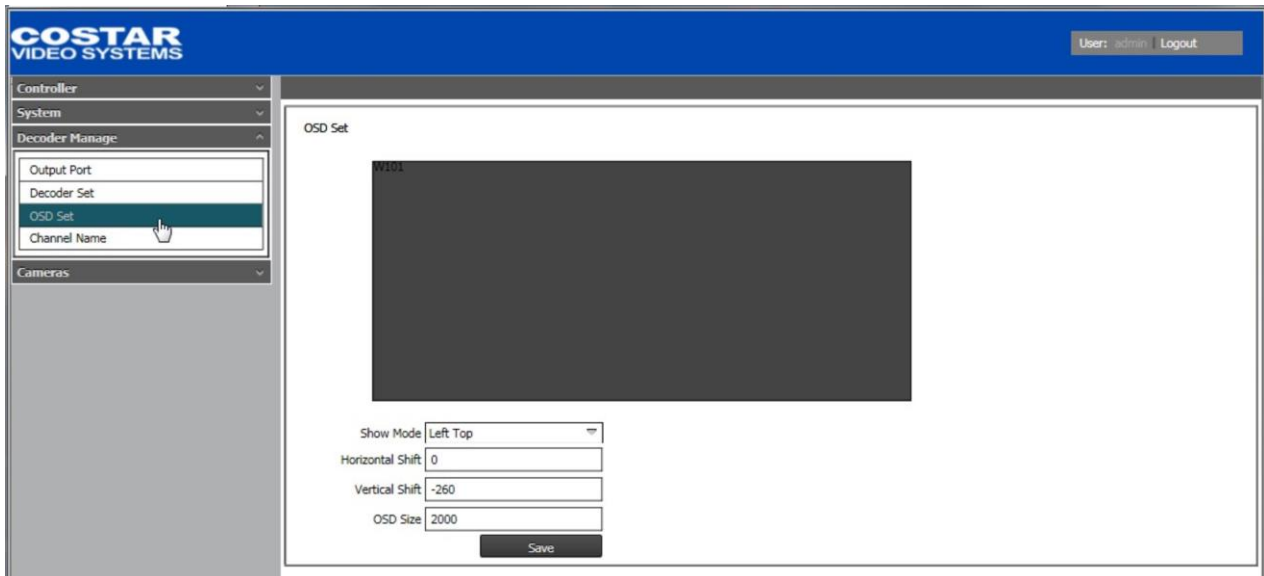 COSTAR
VIDEO SYSTEMS
User: admin | Logout
Controller
System
Decoder Manage
Output Port
Decoder Set
OSD Set
Channel Name
Cameras
OSD Set
W101
Show Mode Left Top
Horizontal Shift 0
Vertical Shift -260
OSD Size 2000
Save